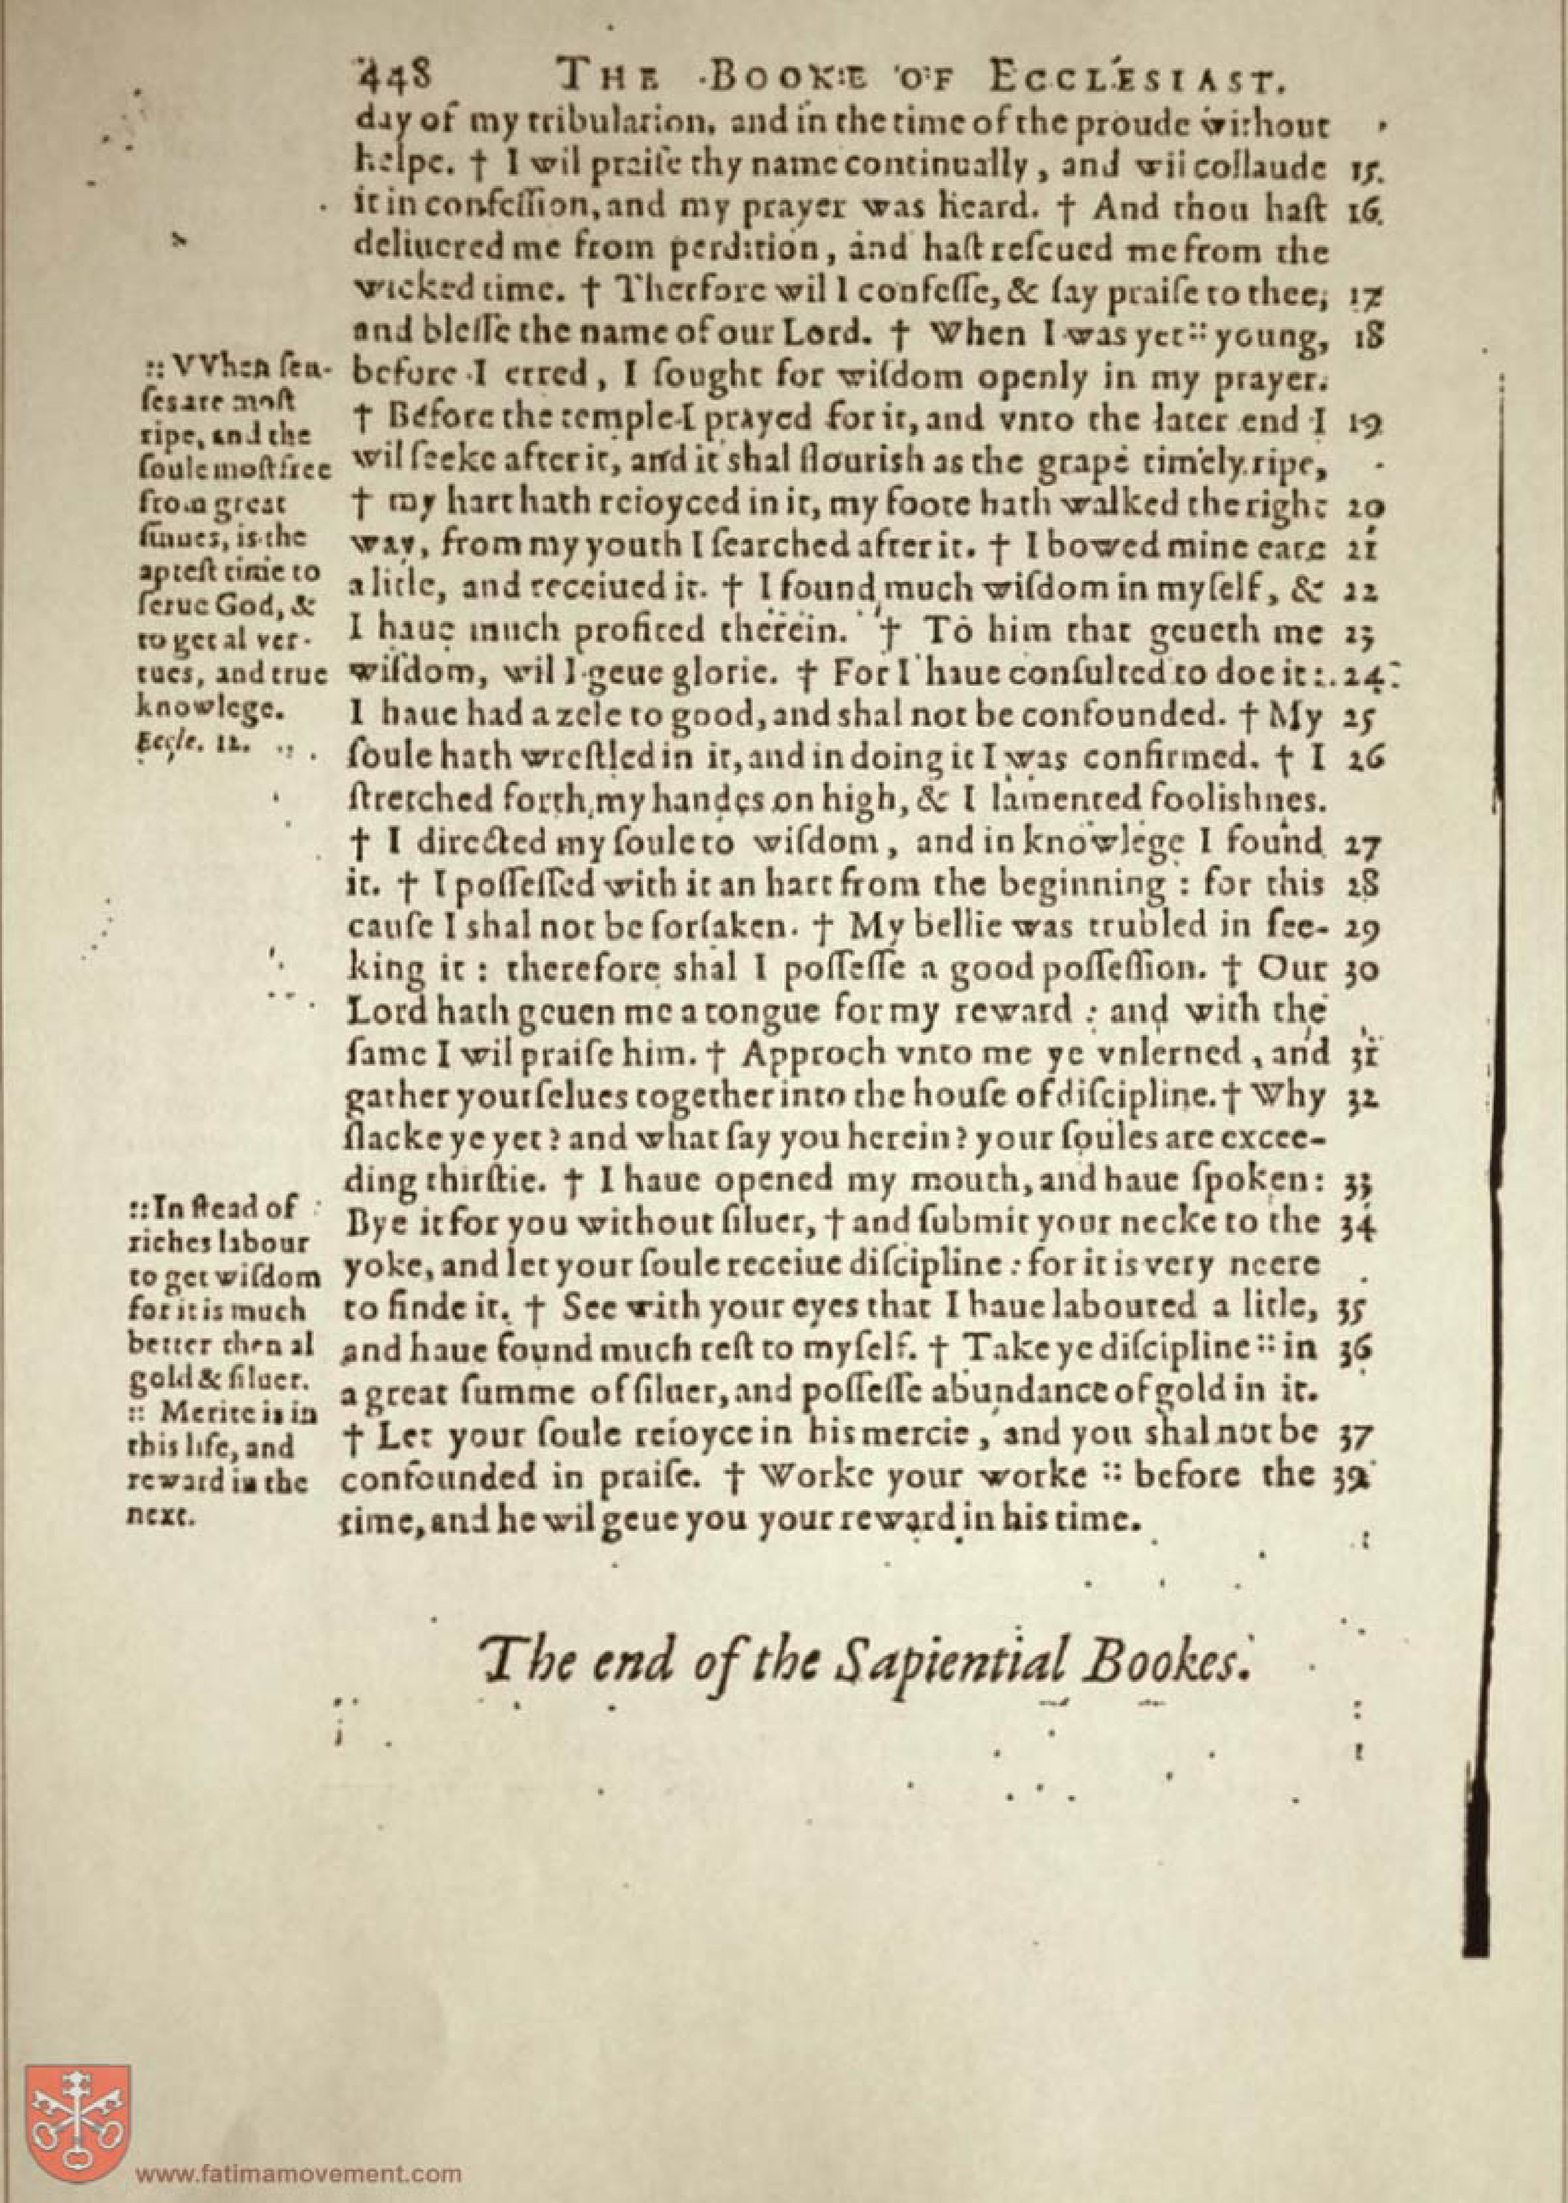 448 THE BOOKE OF ECCLESIAST.
day of my tribulation, and in the time of the proude without
helpe. † I wil praiſe thy name continually, and wil collaude 15.
it in confeſſion, and my prayer was heard. † And thou haſt 16.
deliuered me from perdition, and haſt reſcued me from the
wicked time. † Therfore wil I confeſſe, & ſay praiſe to thee, 17
and bleſſe the name of our Lord. † When I was yet :: young, 18
before I erred, I ſought for wiſdom openly in my prayer.
† Before the temple I prayed for it, and vnto the later end I 19
wil ſeeke after it, and it shal flourish as the grape timely ripe,
† my hart hath reioyced in it, my foote hath walked the right 20
way, from my youth I ſearched after it. † I bowed mine eare 21
a litle, and receiued it. † I found much wiſdom in myſelf, & 22
I haue much profited therein. † To him that geueth me 23
wiſdom, wil I geue glorie. † For I haue conſulted to doe it: 24
I haue had a zele to good, and shal not be confounded. † My 25
ſoule hath wreſtled in it, and in doing it I was confirmed. † I 26
ſtretched forth my handes on high, & I lamented foolishnes.
† I directed my ſoule to wiſdom, and in knowlege I found 27
it. † I poſſeſſed with it an hart from the beginning: for this 28
cauſe I shal not be forſaken. † My bellie was trubled in ſee- 29
king it: therefore shal I poſſeſſe a good poſſeſſion. † Our 30
Lord hath geuen me a tongue for my reward: and with the
ſame I wil praiſe him. † Approch vnto me ye vnlerned, and 31
gather yourſelues together into the houſe of diſcipline. † Why 32
ſlacke ye yet? and what ſay you herein? your ſoules are excee-
ding thirſtie. † I haue opened my mouth, and haue ſpoken: 33
Bye it for you without ſiluer, † and ſubmit your necke to the 34
yoke, and let your ſoule receiue diſcipline: for it is very neere
to finde it. † See with your eyes that I haue laboured a litle, 35
and haue found much reſt to myſelf. † Take ye diſcipline :: in 36
a great ſumme of ſiluer, and poſſeſſe abundance of gold in it.
† Let your ſoule reioyce in his mercie, and you shal not be 37
confounded in praiſe. † Worke your worke :: before the 39
time, and he wil geue you your reward in his time.
:: VVhen ſen-
ſes are moſt
ripe, and the
ſoule moſt free
from great
ſinnes, is the
apteſt time to
ſerue God, &
to get al ver-
tues, and true
knowlege.
Eccle. 12.
:: In ſtead of
riches labour
to get wiſdom
for it is much
better then al
gold & ſiluer.
:: Merite is in
this life, and
reward in the
next.
The end of the Sapiential Bookes.
www.fatimamovement.com